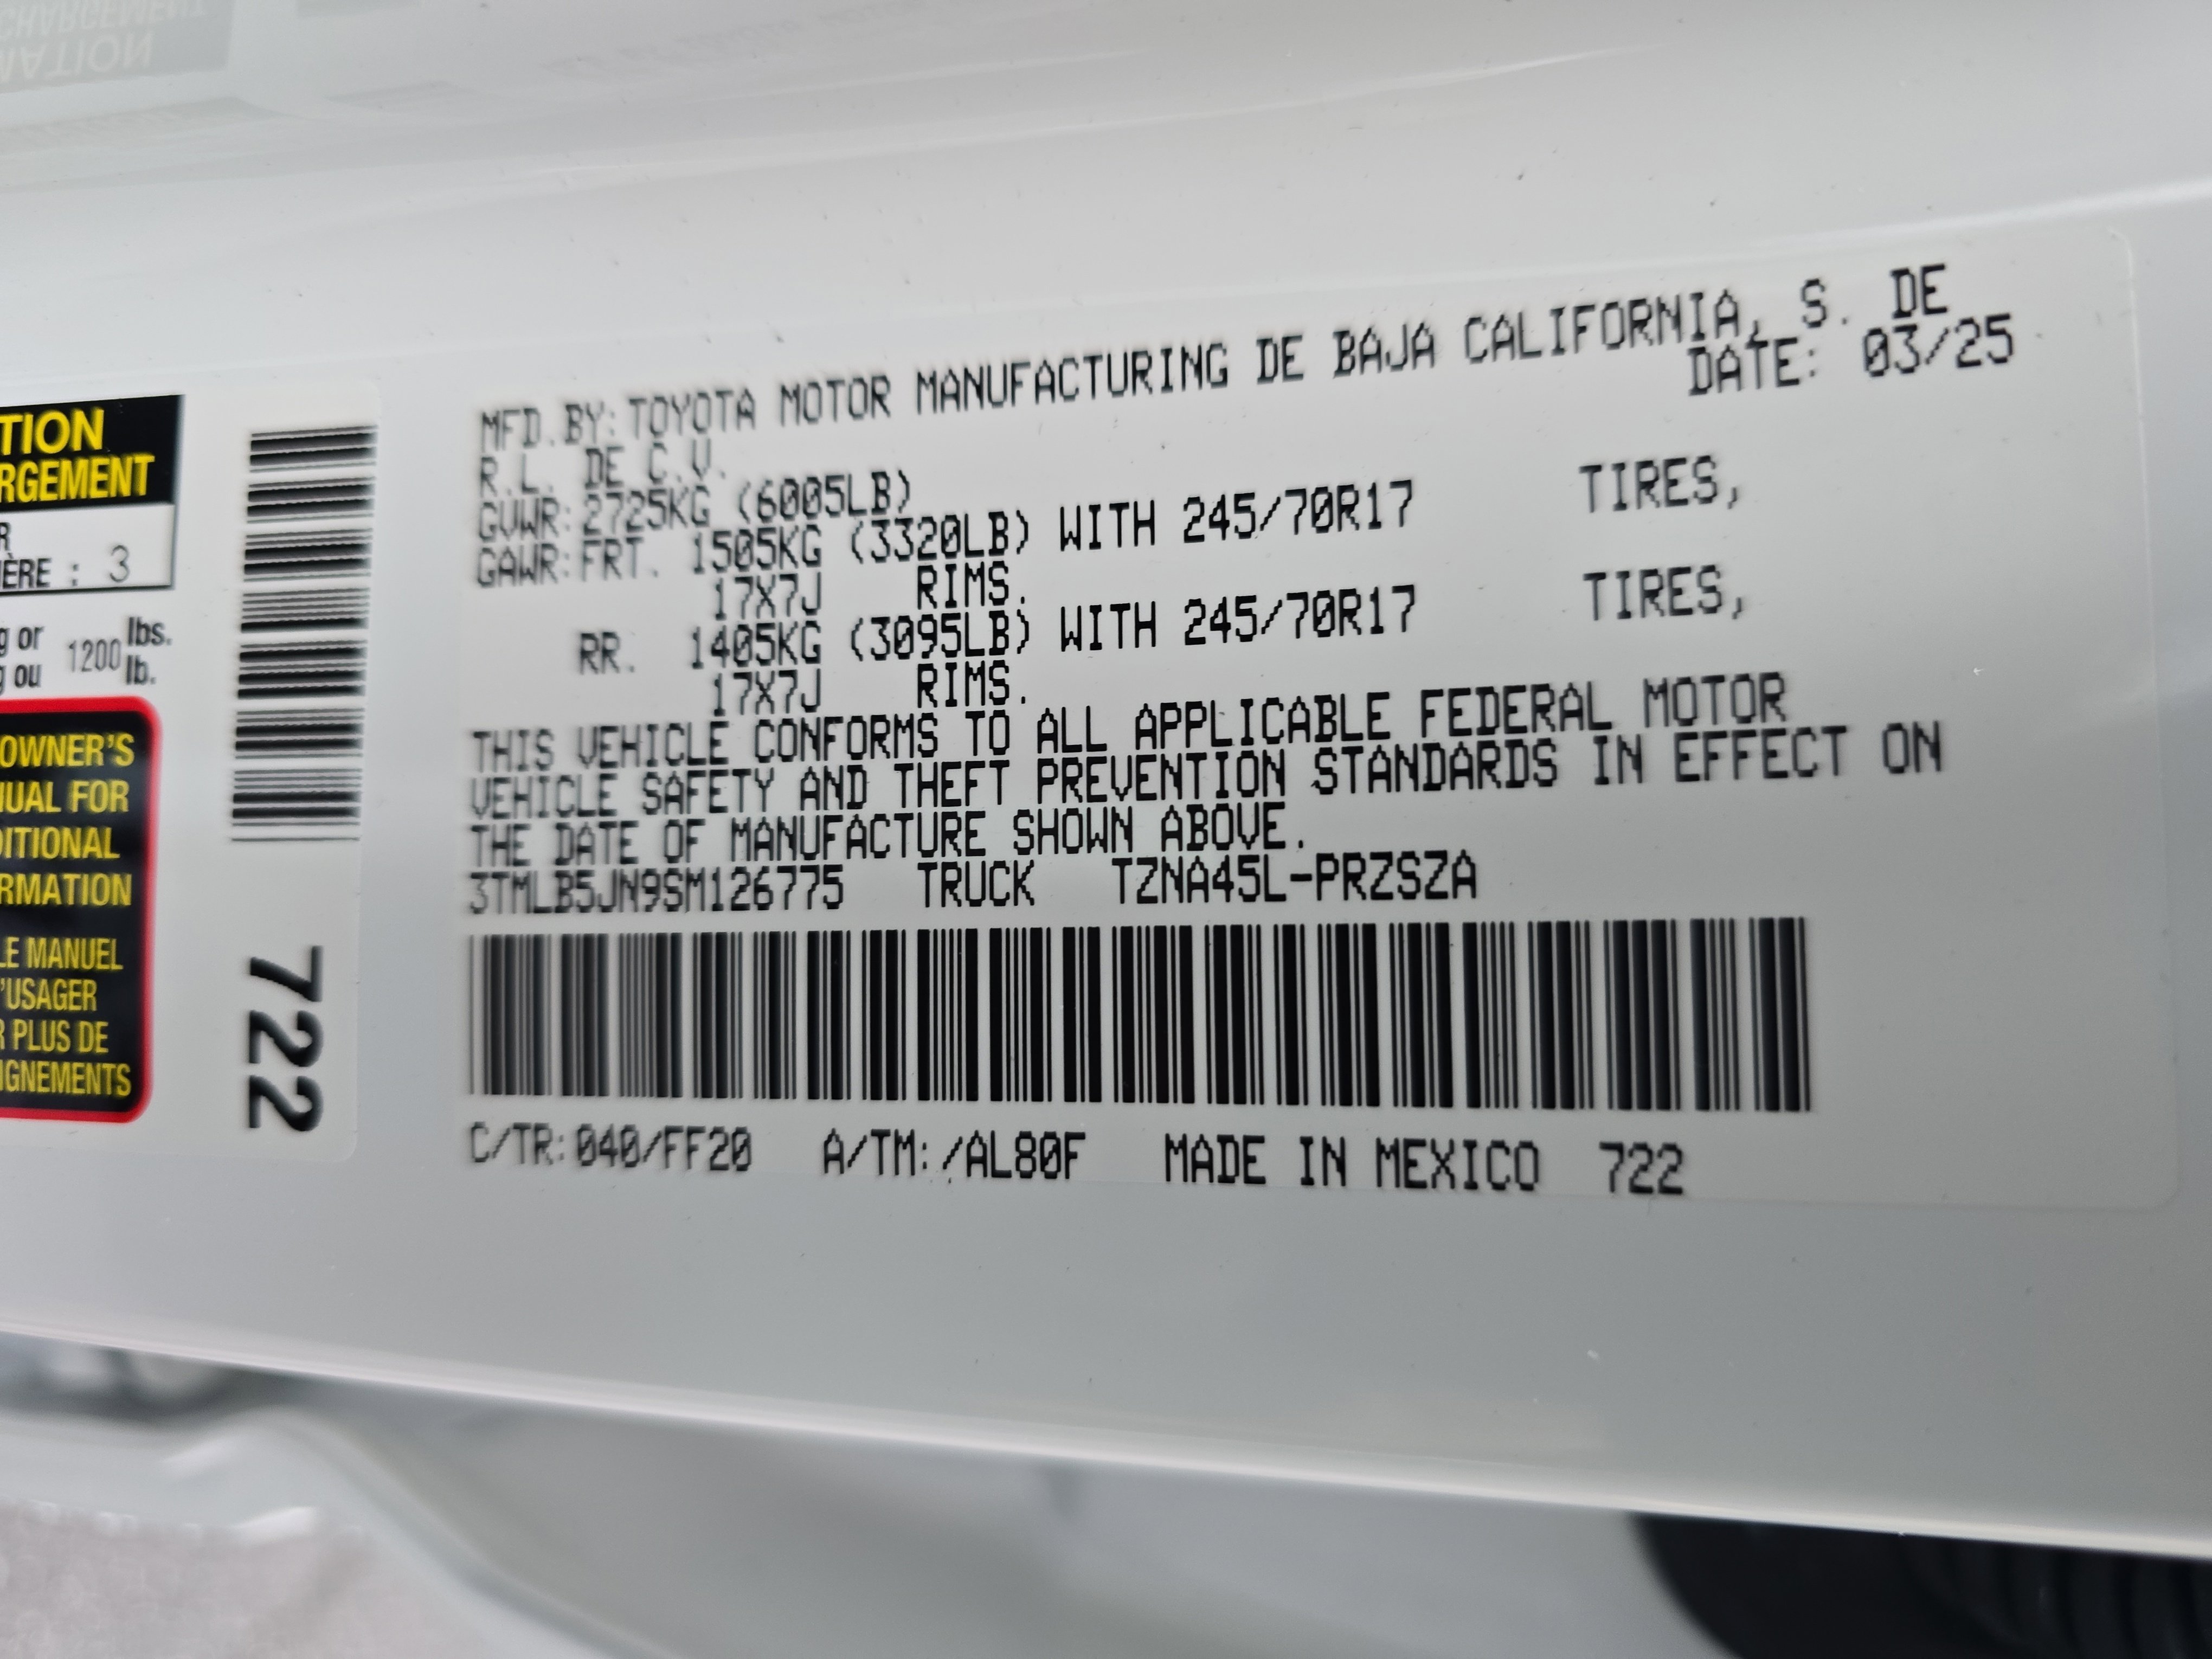 TION
RGEMENT
R
ÈRE : 3
g or 1200 lbs.
g ou lb.
OWNER'S
UAL FOR
DITIONAL
RMATION
LE MANUEL
'USAGER
R PLUS DE
IGNEMENTS
722
MFD.BY:TOYOTA MOTOR MANUFACTURING DE BAJA CALIFORNIA, S. DE
R.L. DE C.V. DATE: 03/25
GVWR:2725KG (6005LB)
GAWR:FRT. 1505KG (3320LB) WITH 245/70R17 TIRES,
17X7J RIMS.
RR. 1405KG (3095LB) WITH 245/70R17 TIRES,
17X7J RIMS.
THIS VEHICLE CONFORMS TO ALL APPLICABLE FEDERAL MOTOR
VEHICLE SAFETY AND THEFT PREVENTION STANDARDS IN EFFECT ON
THE DATE OF MANUFACTURE SHOWN ABOVE.
3TMLB5JN9SM126775 TRUCK TZNA45L-PRZSZA
C/TR:040/FF20 A/TM:/AL80F MADE IN MEXICO 722